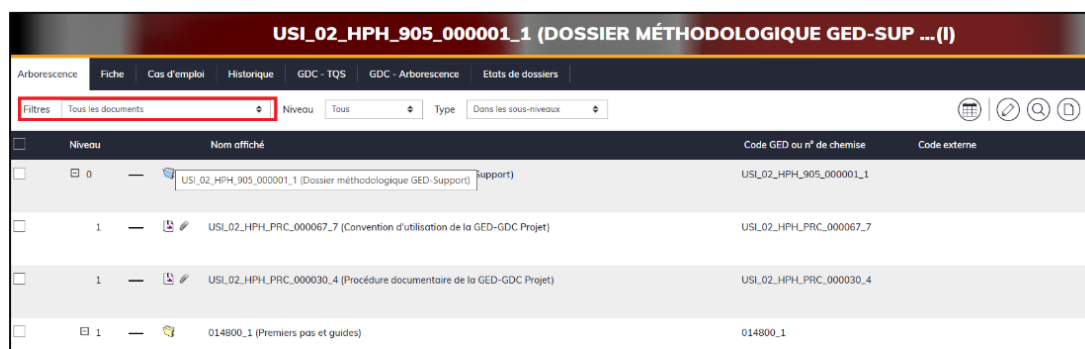 USI_02_HPH_905_000001_1 (DOSSIER MÉTHODOLOGIQUE GED-SUP ...(I)
Arborescence Fiche Cas d'emploi Historique GDC - TQS GDC - Arborescence Etats de dossiers
Filtres Tous les documents Niveau Tous Type Dans les sous-niveaux
Niveau Nom affiché Code GED ou n° de chemise Code externe
0 USI_02_HPH_905_000001_1 (Dossier méthodologique GED-Support) Support) USI_02_HPH_905_000001_1
1 USI_02_HPH_PRC_000067_7 (Convention d'utilisation de la GED-GDC Projet) USI_02_HPH_PRC_000067_7
1 USI_02_HPH_PRC_000030_4 (Procédure documentaire de la GED-GDC Projet) USI_02_HPH_PRC_000030_4
1 014800_1 (Premiers pas et guides) 014800_1